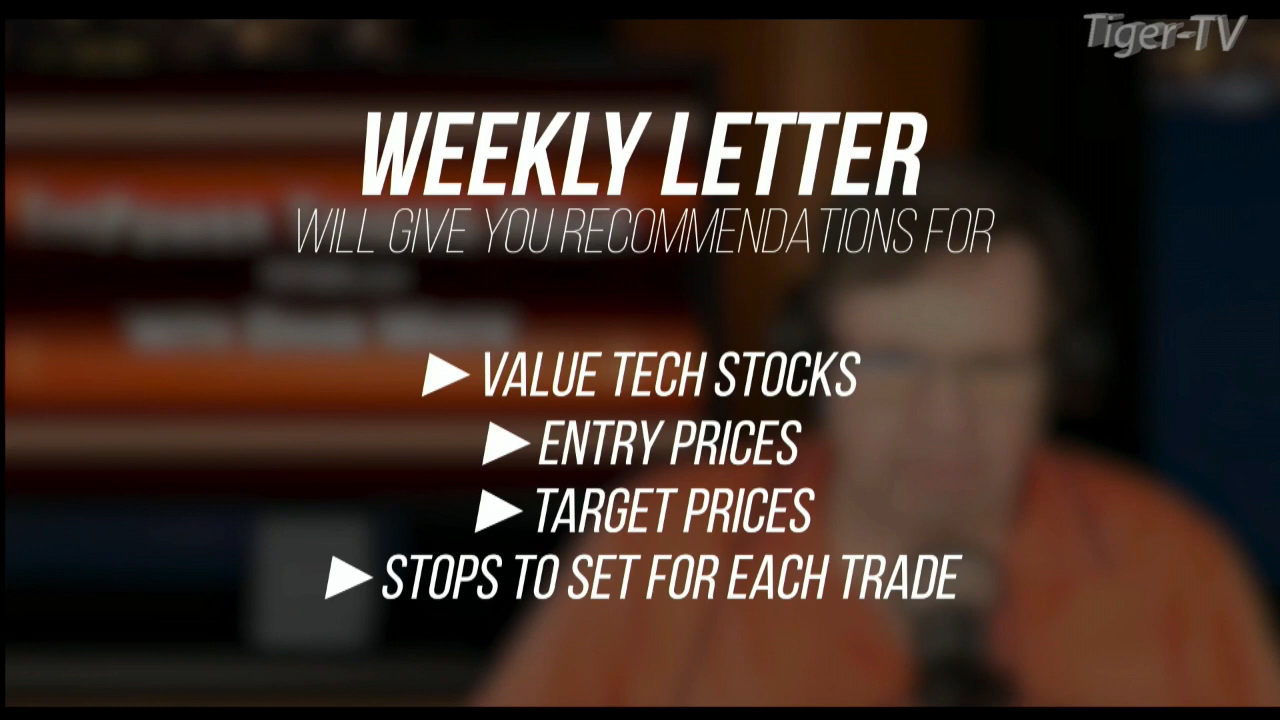 Tiger-TV
WEEKLY LETTER
WILL GIVE YOU RECOMMENDATIONS FOR
▶ VALUE TECH STOCKS
▶ ENTRY PRICES
▶ TARGET PRICES
▶ STOPS TO SET FOR EACH TRADE